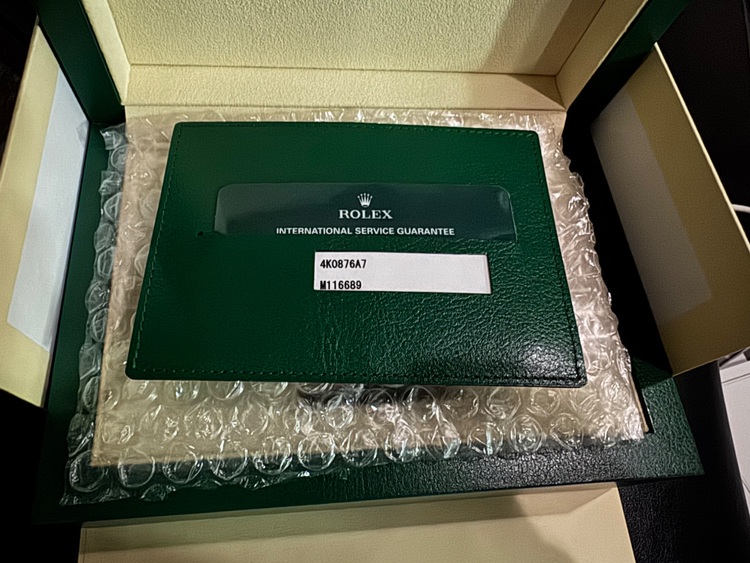 ROLEX
INTERNATIONAL SERVICE GUARANTEE
4K0876A7
M116689